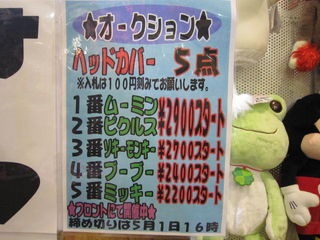 ★オークション★
ヘッドカバー 5点
※入札は100円刻みでお願いします。
1番ムーミン¥2900スタート
2番ピクルス¥2900スタート
3番ソキーモンキー¥2700スタート
4番プープー¥2400スタート
5番ミッキー¥2200スタート
★フロントにて開催中★
締め切りは5月1日16時